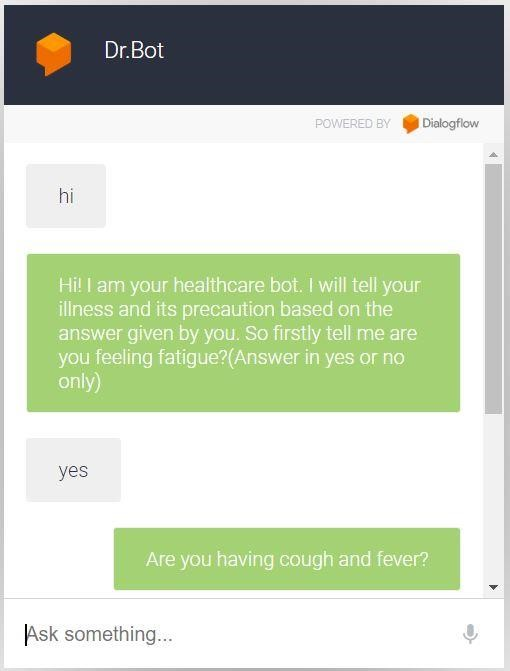 Dr.Bot
POWERED BY Dialogflow
hi
Hi! I am your healthcare bot. I will tell your
illness and its precaution based on the
answer given by you. So firstly tell me are
you feeling fatigue?(Answer in yes or no
only)
yes
Are you having cough and fever?
Ask something...